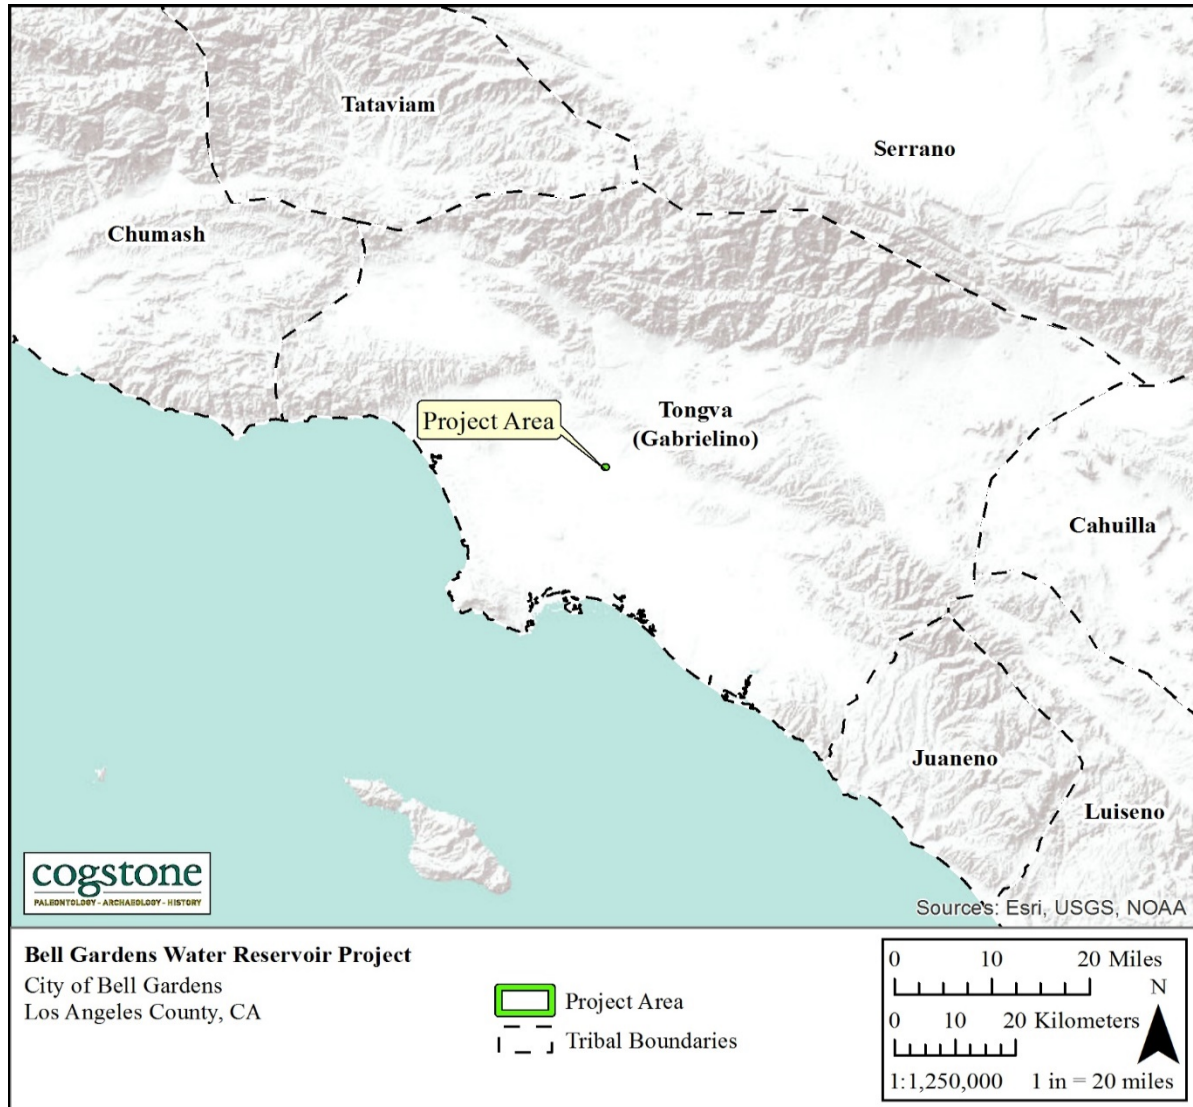 Tataviam
Serrano
Chumash
Project Area
Tongva
(Gabrielino)
Cahuilla
Juaneno
Luiseno
cogstone
PALEONTOLOGY - ARCHAEOLOGY - HISTORY
Sources: Esri, USGS, NOAA
Bell Gardens Water Reservoir Project
City of Bell Gardens
Los Angeles County, CA
Project Area
Tribal Boundaries
0 10 20 Miles
N
0 10 20 Kilometers
1:1,250,000 1 in = 20 miles